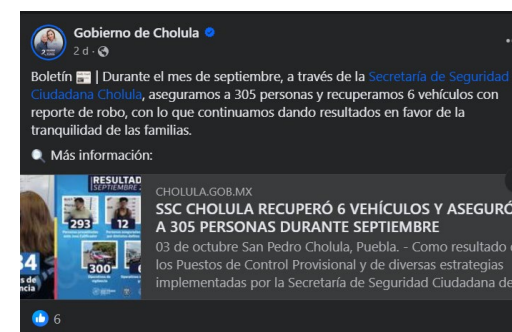 Gobierno de Cholula
2 d
Boletín | Durante el mes de septiembre, a través de la Secretaría de Seguridad
Ciudadana Cholula, aseguramos a 305 personas y recuperamos 6 vehículos con
reporte de robo, con lo que continuamos dando resultados en favor de la
tranquilidad de las familias.
Más información:
RESULTAD
SEPTIEMBRE
293
12
300
CHOLULA.GOB.MX
SSC CHOLULA RECUPERÓ 6 VEHÍCULOS Y ASEGURÓ
A 305 PERSONAS DURANTE SEPTIEMBRE
03 de octubre San Pedro Cholula, Puebla. - Como resultado
los Puestos de Control Provisional y de diversas estrategias
implementadas por la Secretaría de Seguridad Ciudadana de
6